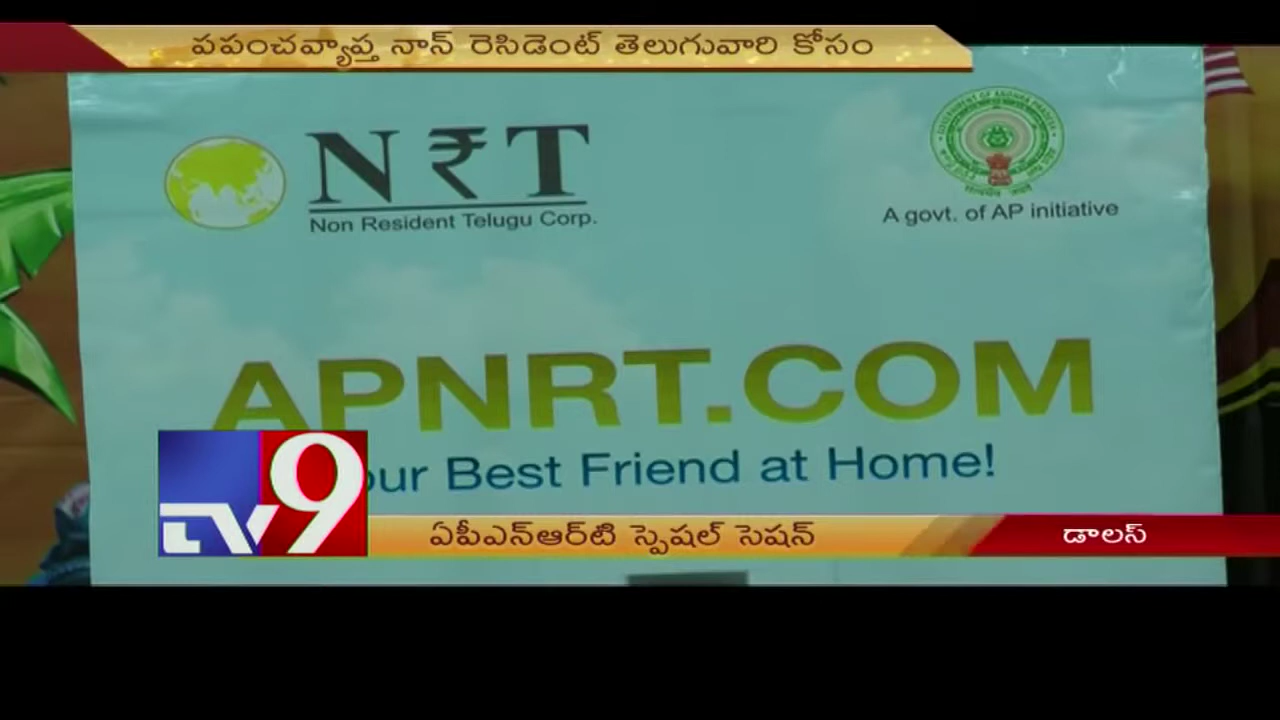 పపంచవ్యాప్త నాన్ రెసిడెంట్ తెలుగువారి కోసం
N₹T
Non Resident Telugu Corp.
A govt. of AP initiative
APNRT.COM
our Best Friend at Home!
TV9
ఏపీఎన్ఆర్‌టి స్పెషల్ సెషన్
డాలస్